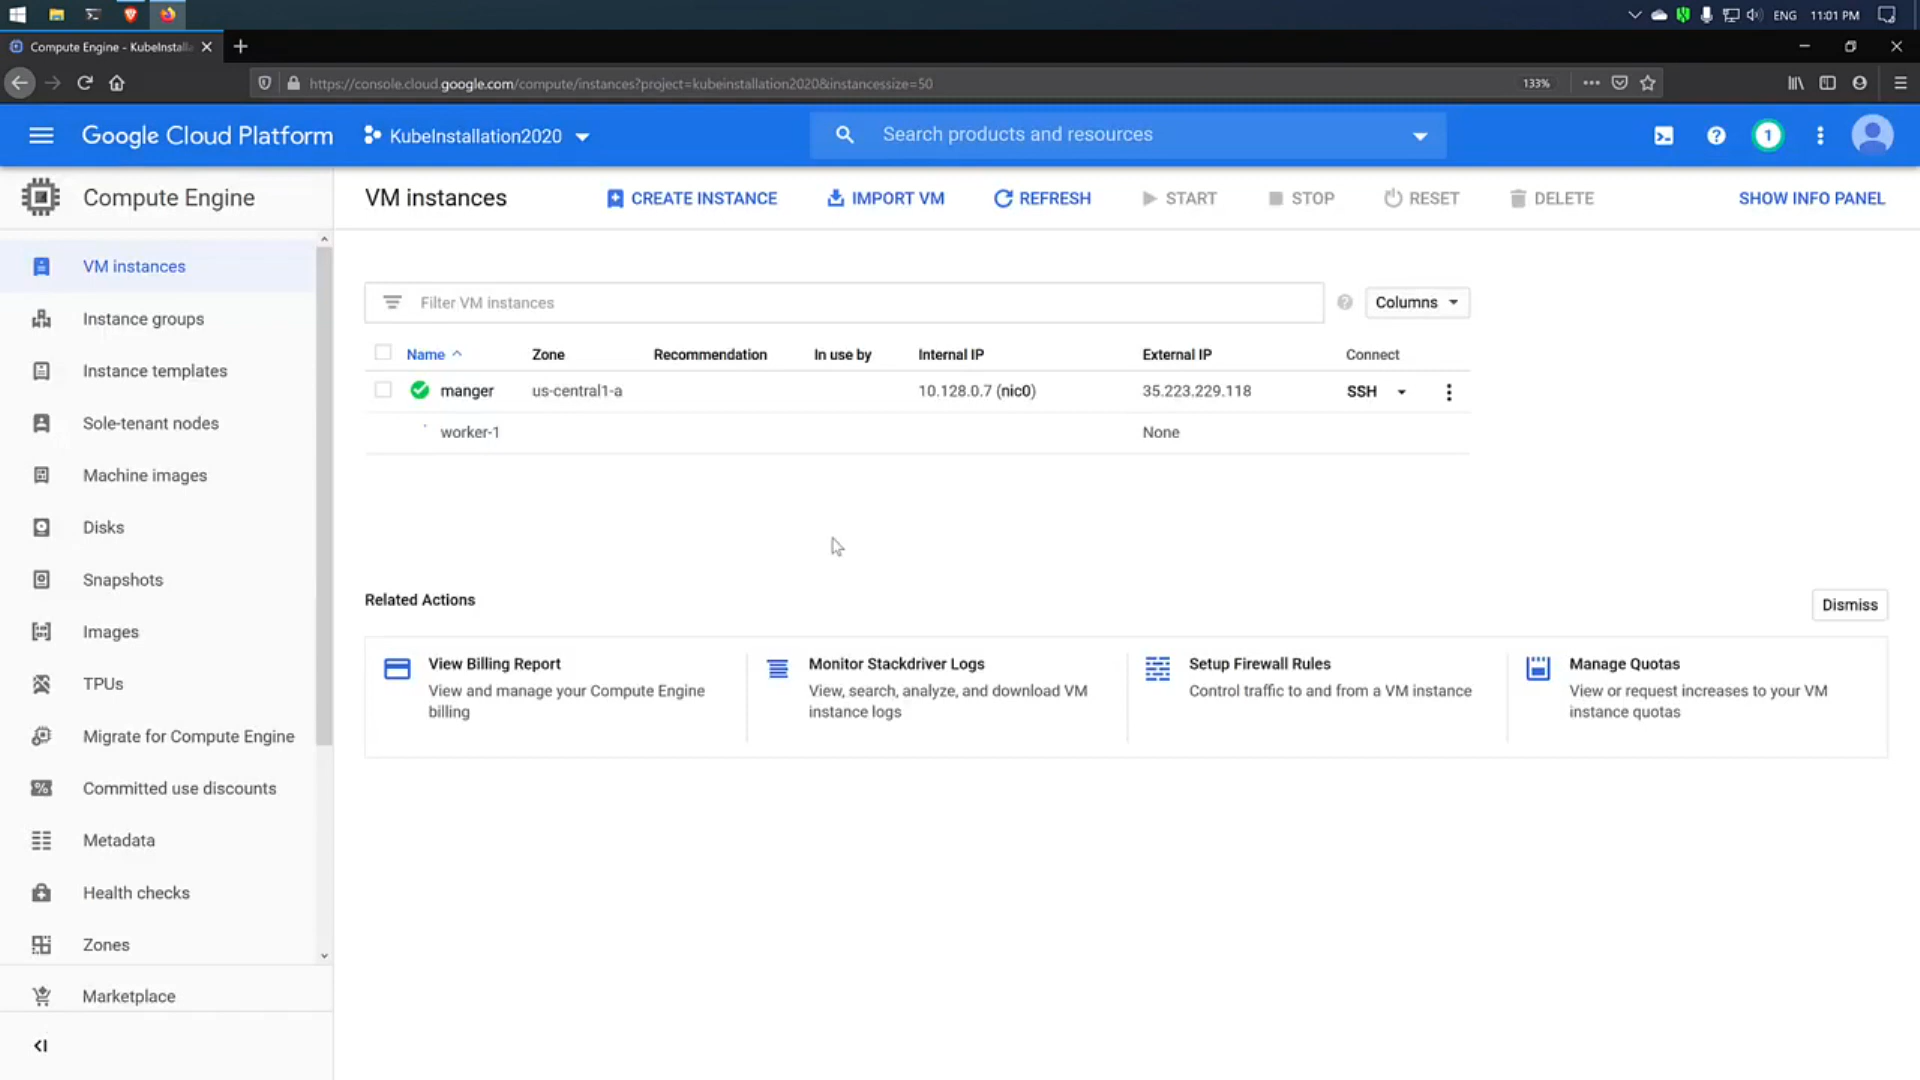 ENG 11:01 PM
Compute Engine - KubeInstalla
https://console.cloud.google.com/compute/instances?project=kubeinstallation2020&instancessize=50 133%
Google Cloud Platform KubeInstallation2020 Search products and resources 1
Compute Engine VM instances CREATE INSTANCE IMPORT VM REFRESH START STOP RESET DELETE SHOW INFO PANEL
VM instances
Instance groups
Instance templates
Sole-tenant nodes
Machine images
Disks
Snapshots
Images
TPUs
Migrate for Compute Engine
Committed use discounts
Metadata
Health checks
Zones
Marketplace
Filter VM instances Columns
Name Zone Recommendation In use by Internal IP External IP Connect
manger us-central1-a 10.128.0.7 (nic0) 35.223.229.118 SSH
worker-1 None
Related Actions Dismiss
View Billing Report
View and manage your Compute Engine
billing
Monitor Stackdriver Logs
View, search, analyze, and download VM
instance logs
Setup Firewall Rules
Control traffic to and from a VM instance
Manage Quotas
View or request increases to your VM
instance quotas